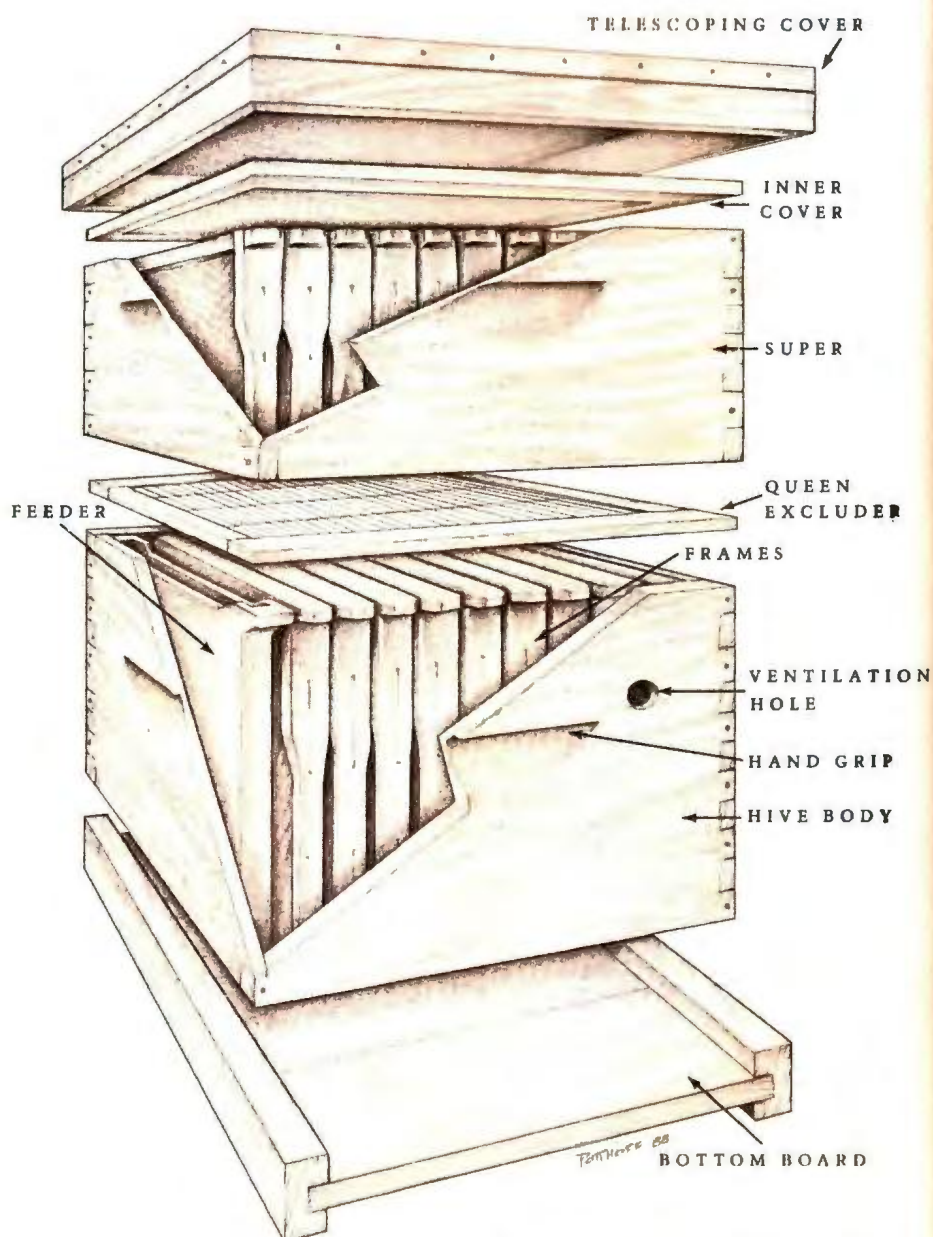 TELESCOPING COVER
INNER
COVER
SUPER
QUEEN
EXCLUDER
FEEDER
FRAMES
VENTILATION
HOLE
HAND GRIP
HIVE BODY
BOTTOM BOARD